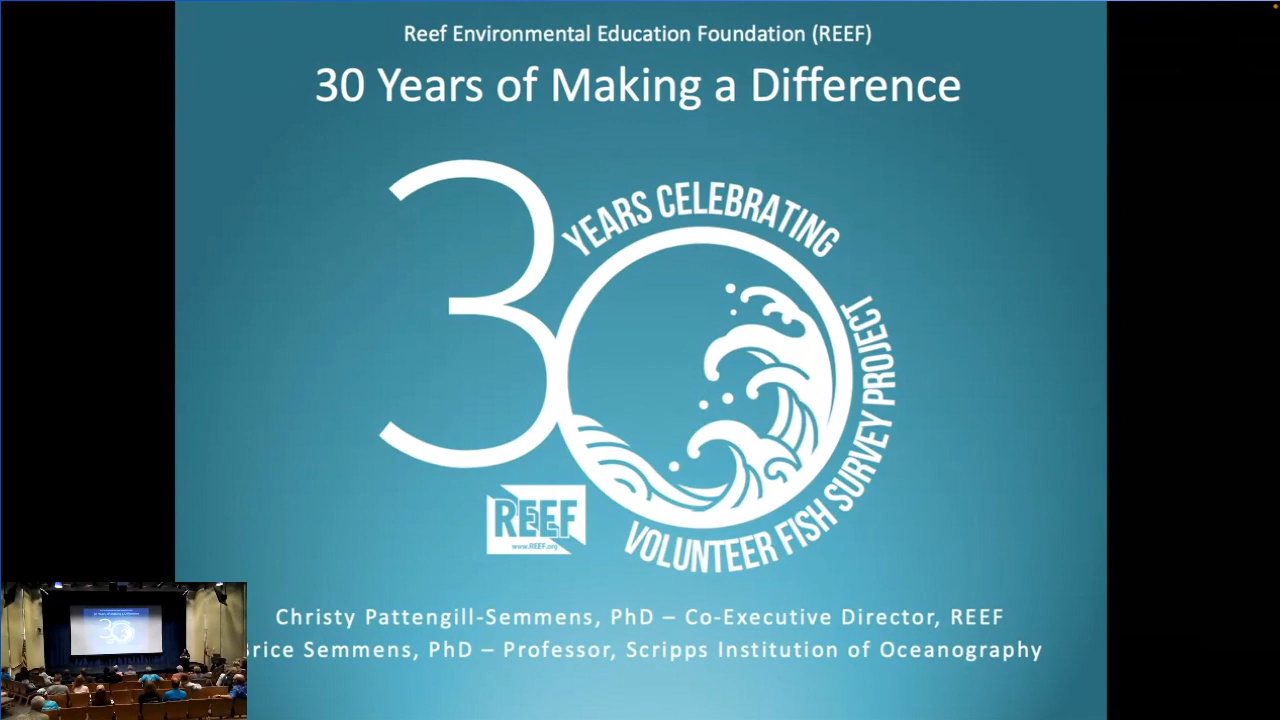 Reef Environmental Education Foundation (REEF)
30 Years of Making a Difference
30
YEARS CELEBRATING
VOLUNTEER FISH SURVEY PROJECT
REEF
www.REEF.org
Christy Pattengill-Semmens, PhD – Co-Executive Director, REEF
Semmens, PhD – Professor, Scripps Institution of Oceanography